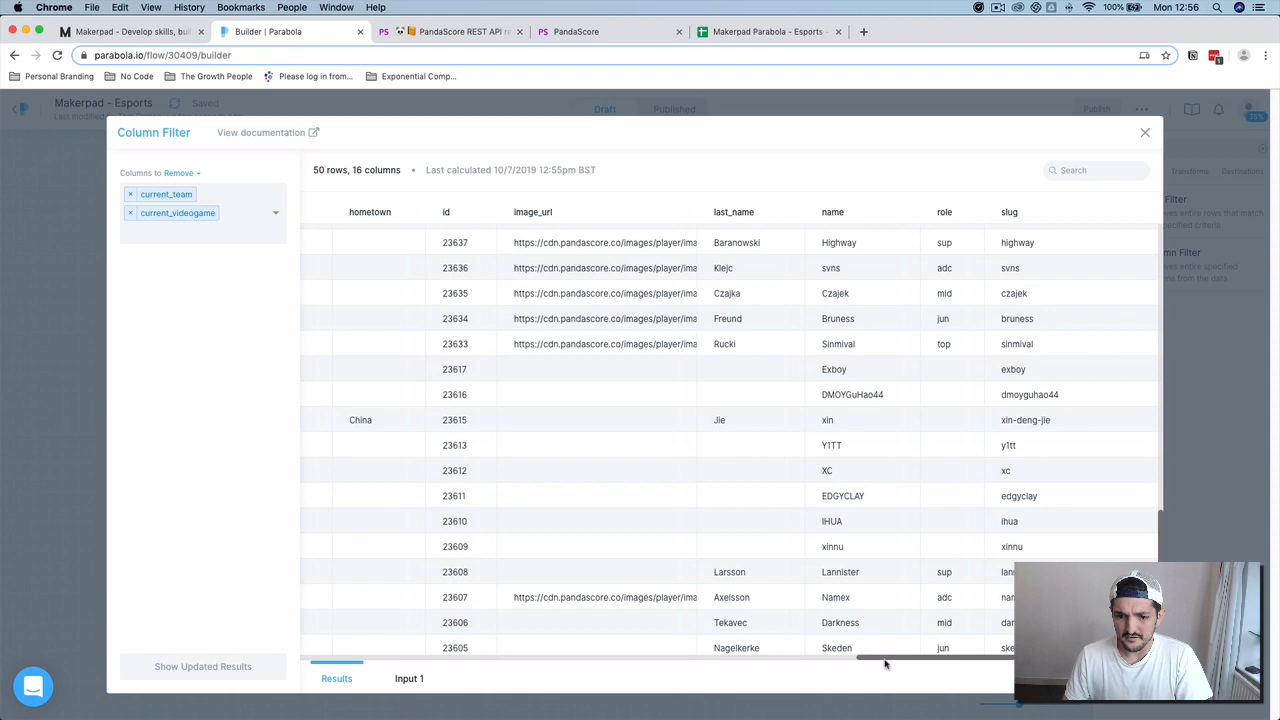 Chrome File Edit View History Bookmarks People Window Help 100% Mon 12:56
Makerpad - Develop skills, bui Builder | Parabola PandaScore REST API re PandaScore Makerpad Parabola - Esports
parabola.io/flow/30409/builder
Personal Branding No Code The Growth People Please log in from... Exponential Comp...
Makerpad - Esports Saved Draft Published Publish
Column Filter View documentation
Columns to Remove
current_team
current_videogame
Show Updated Results
50 rows, 16 columns • Last calculated 10/7/2019 12:55pm BST Search
Transforms Destinations
hometown id image_url last_name name role slug
23637 https://cdn.pandascore.co/images/player/ima Baranowski Highway sup highway
23636 https://cdn.pandascore.co/images/player/ima Klejc svns adc svns
23635 https://cdn.pandascore.co/images/player/ima Czajka Czajek mid czajek
23634 https://cdn.pandascore.co/images/player/ima Freund Bruness jun bruness
23633 https://cdn.pandascore.co/images/player/ima Rucki Sinmival top sinmival
23617 Exboy exboy
23616 DMOYGuHao44 dmoyguhao44
China 23615 Jie xin xin-deng-jie
23613 Y1TT y1tt
23612 XC xc
23611 EDGYCLAY edgyclay
23610 IHUA ihua
23609 xinnu xinnu
23608 Larsson Lannister sup lan
23607 https://cdn.pandascore.co/images/player/ima Axelsson Namex adc nar
23606 Tekavec Darkness mid dar
23605 Nagelkerke Skeden jun ske
Results Input 1